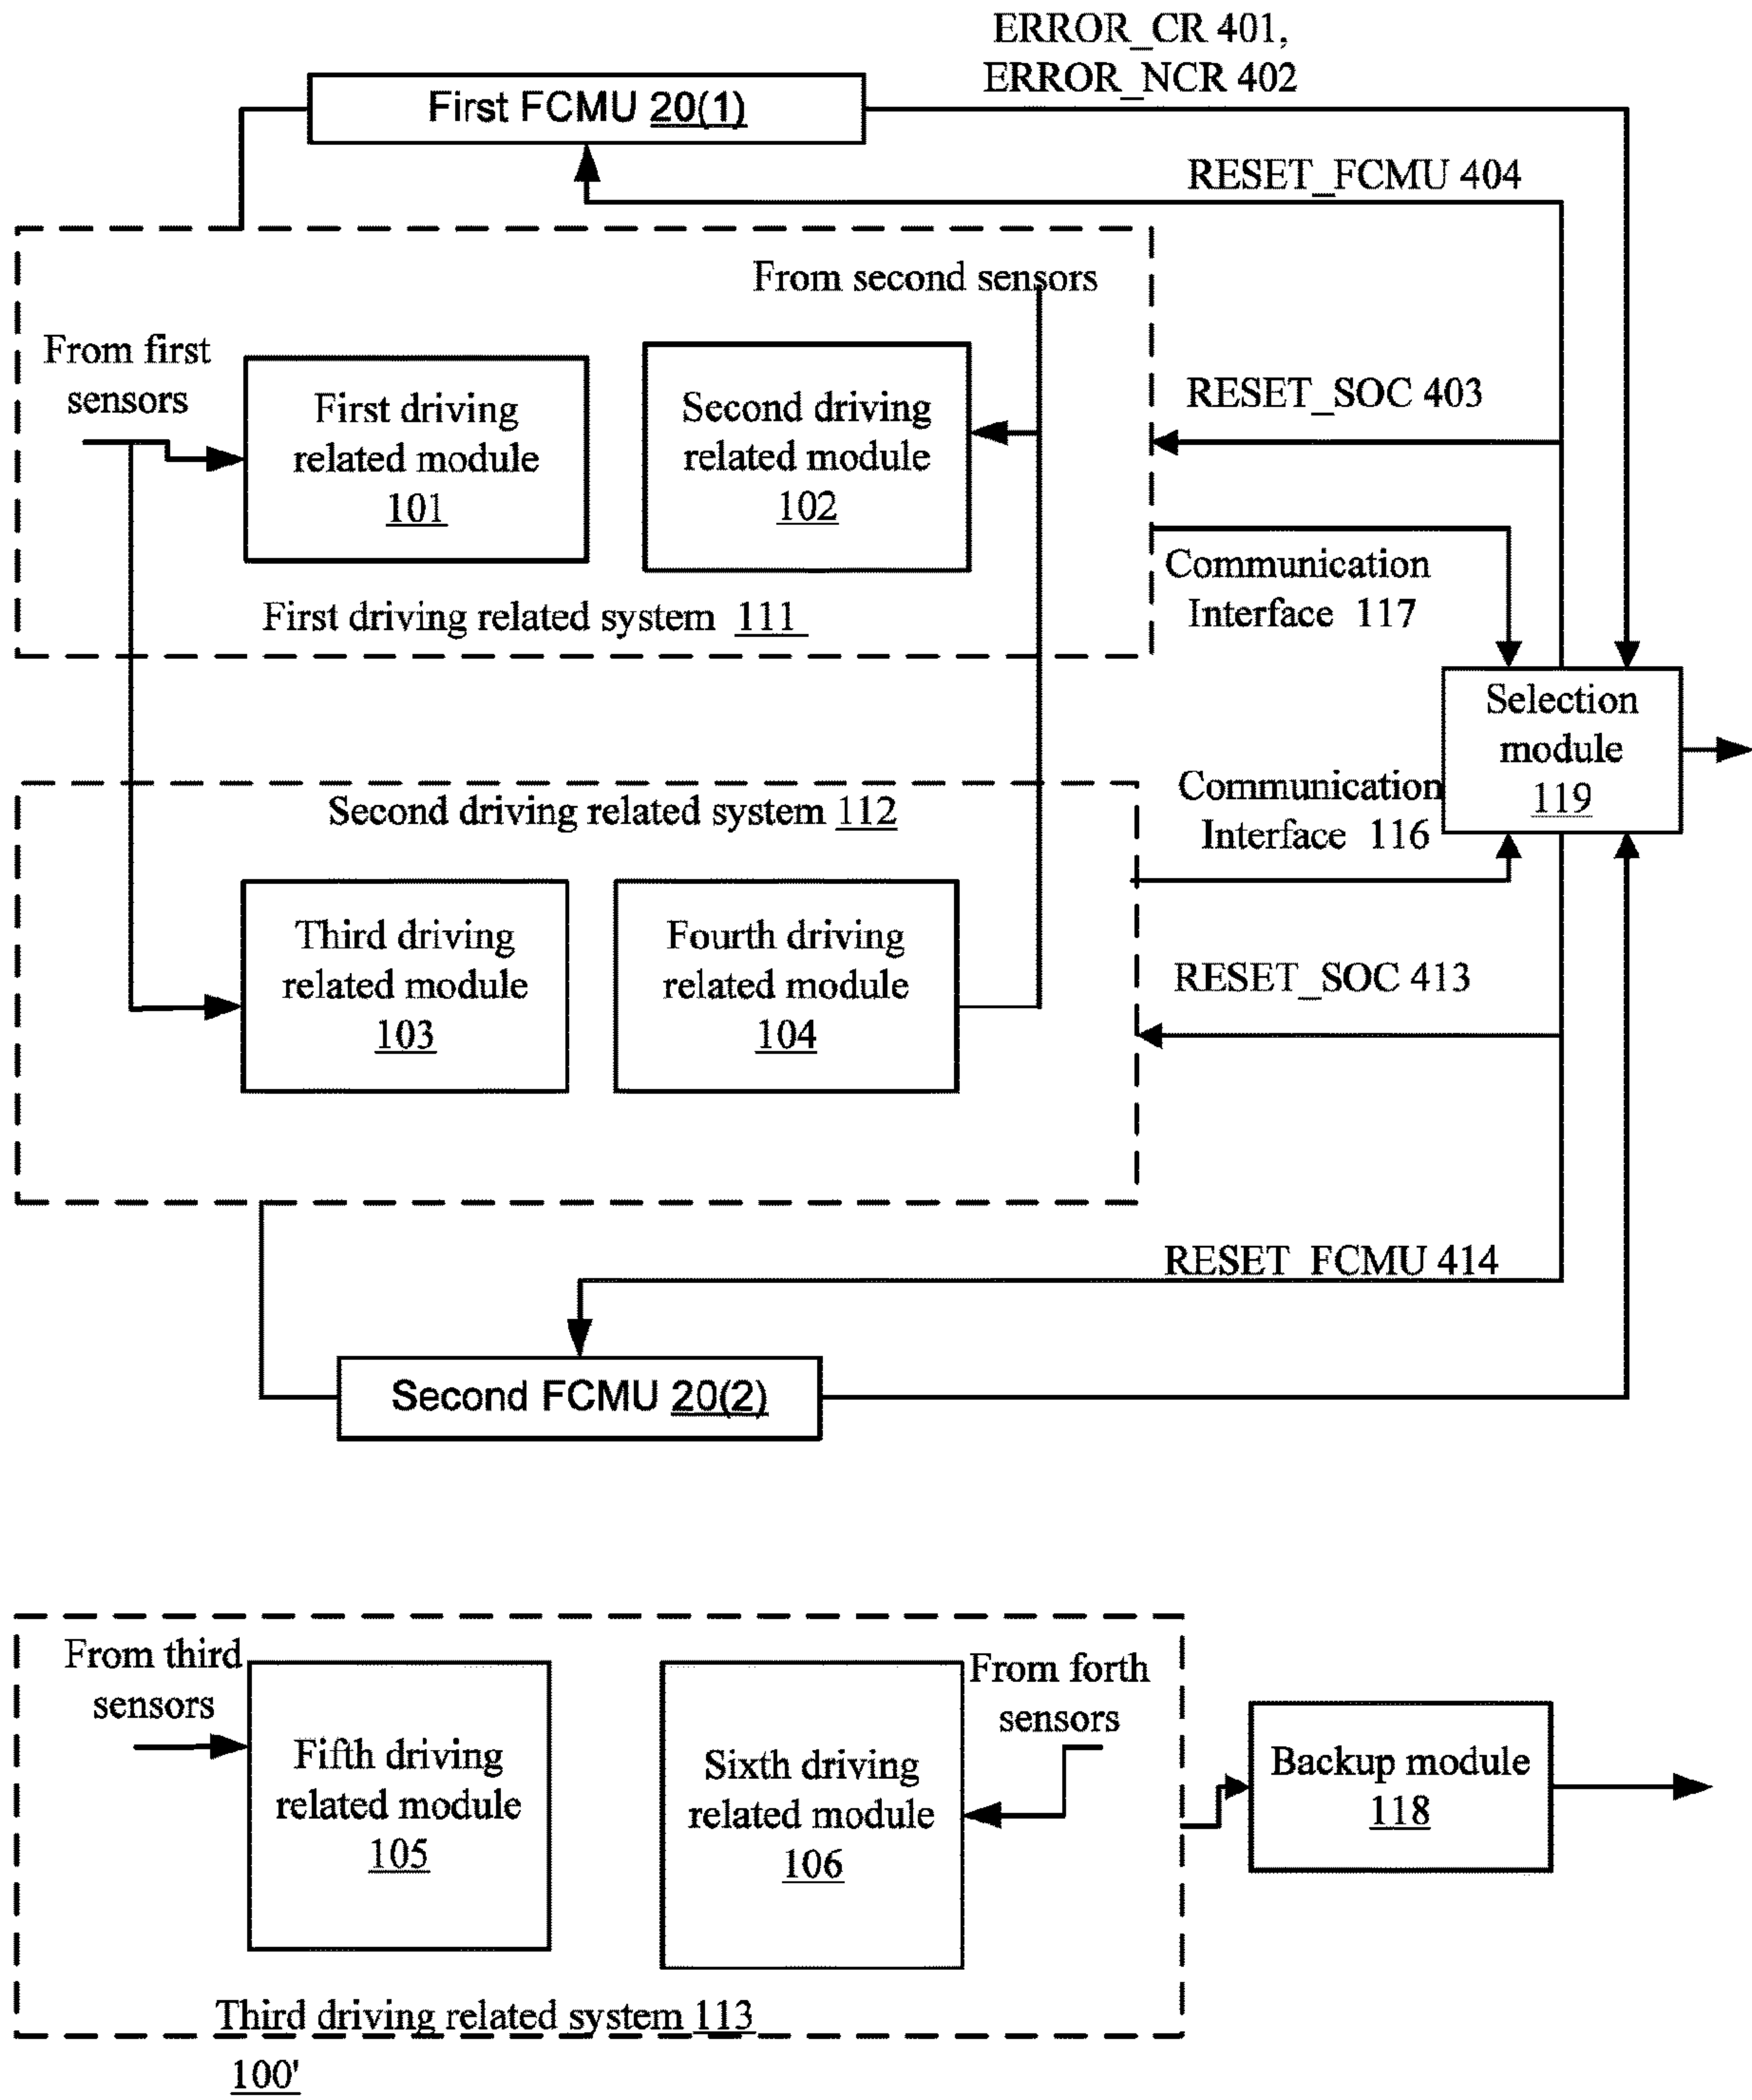 ERROR_CR 401,
ERROR_NCR 402
First FCMU 20(1)
RESET_FCMU 404
From second sensors
From first
sensors
First driving
related module
101
Second driving
related module
102
RESET_SOC 403
Communication
Interface 117
First driving related system 111
Selection
module
119
Second driving related system 112
Communication
Interface 116
Third driving
related module
103
Fourth driving
related module
104
RESET_SOC 413
RESET_FCMU 414
Second FCMU 20(2)
From third
sensors
Fifth driving
related module
105
Sixth driving
related module
106
From forth
sensors
Backup module
118
Third driving related system 113
100'